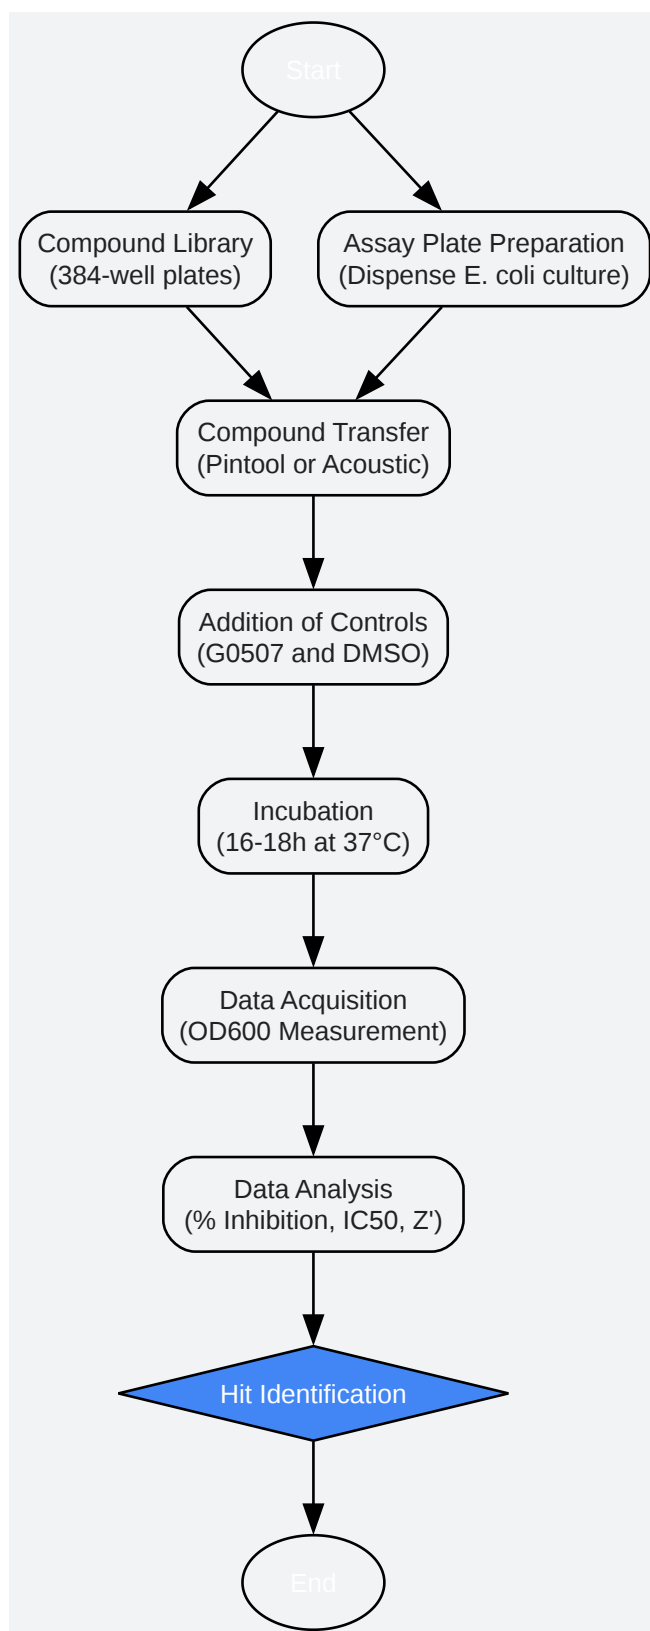 Start
Compound Library
(384-well plates)
Assay Plate Preparation
(Dispense E. coli culture)
Compound Transfer
(Pintool or Acoustic)
Addition of Controls
(G0507 and DMSO)
Incubation
(16-18h at 37°C)
Data Acquisition
(OD600 Measurement)
Data Analysis
(% Inhibition, IC50, Z')
Hit Identification
End